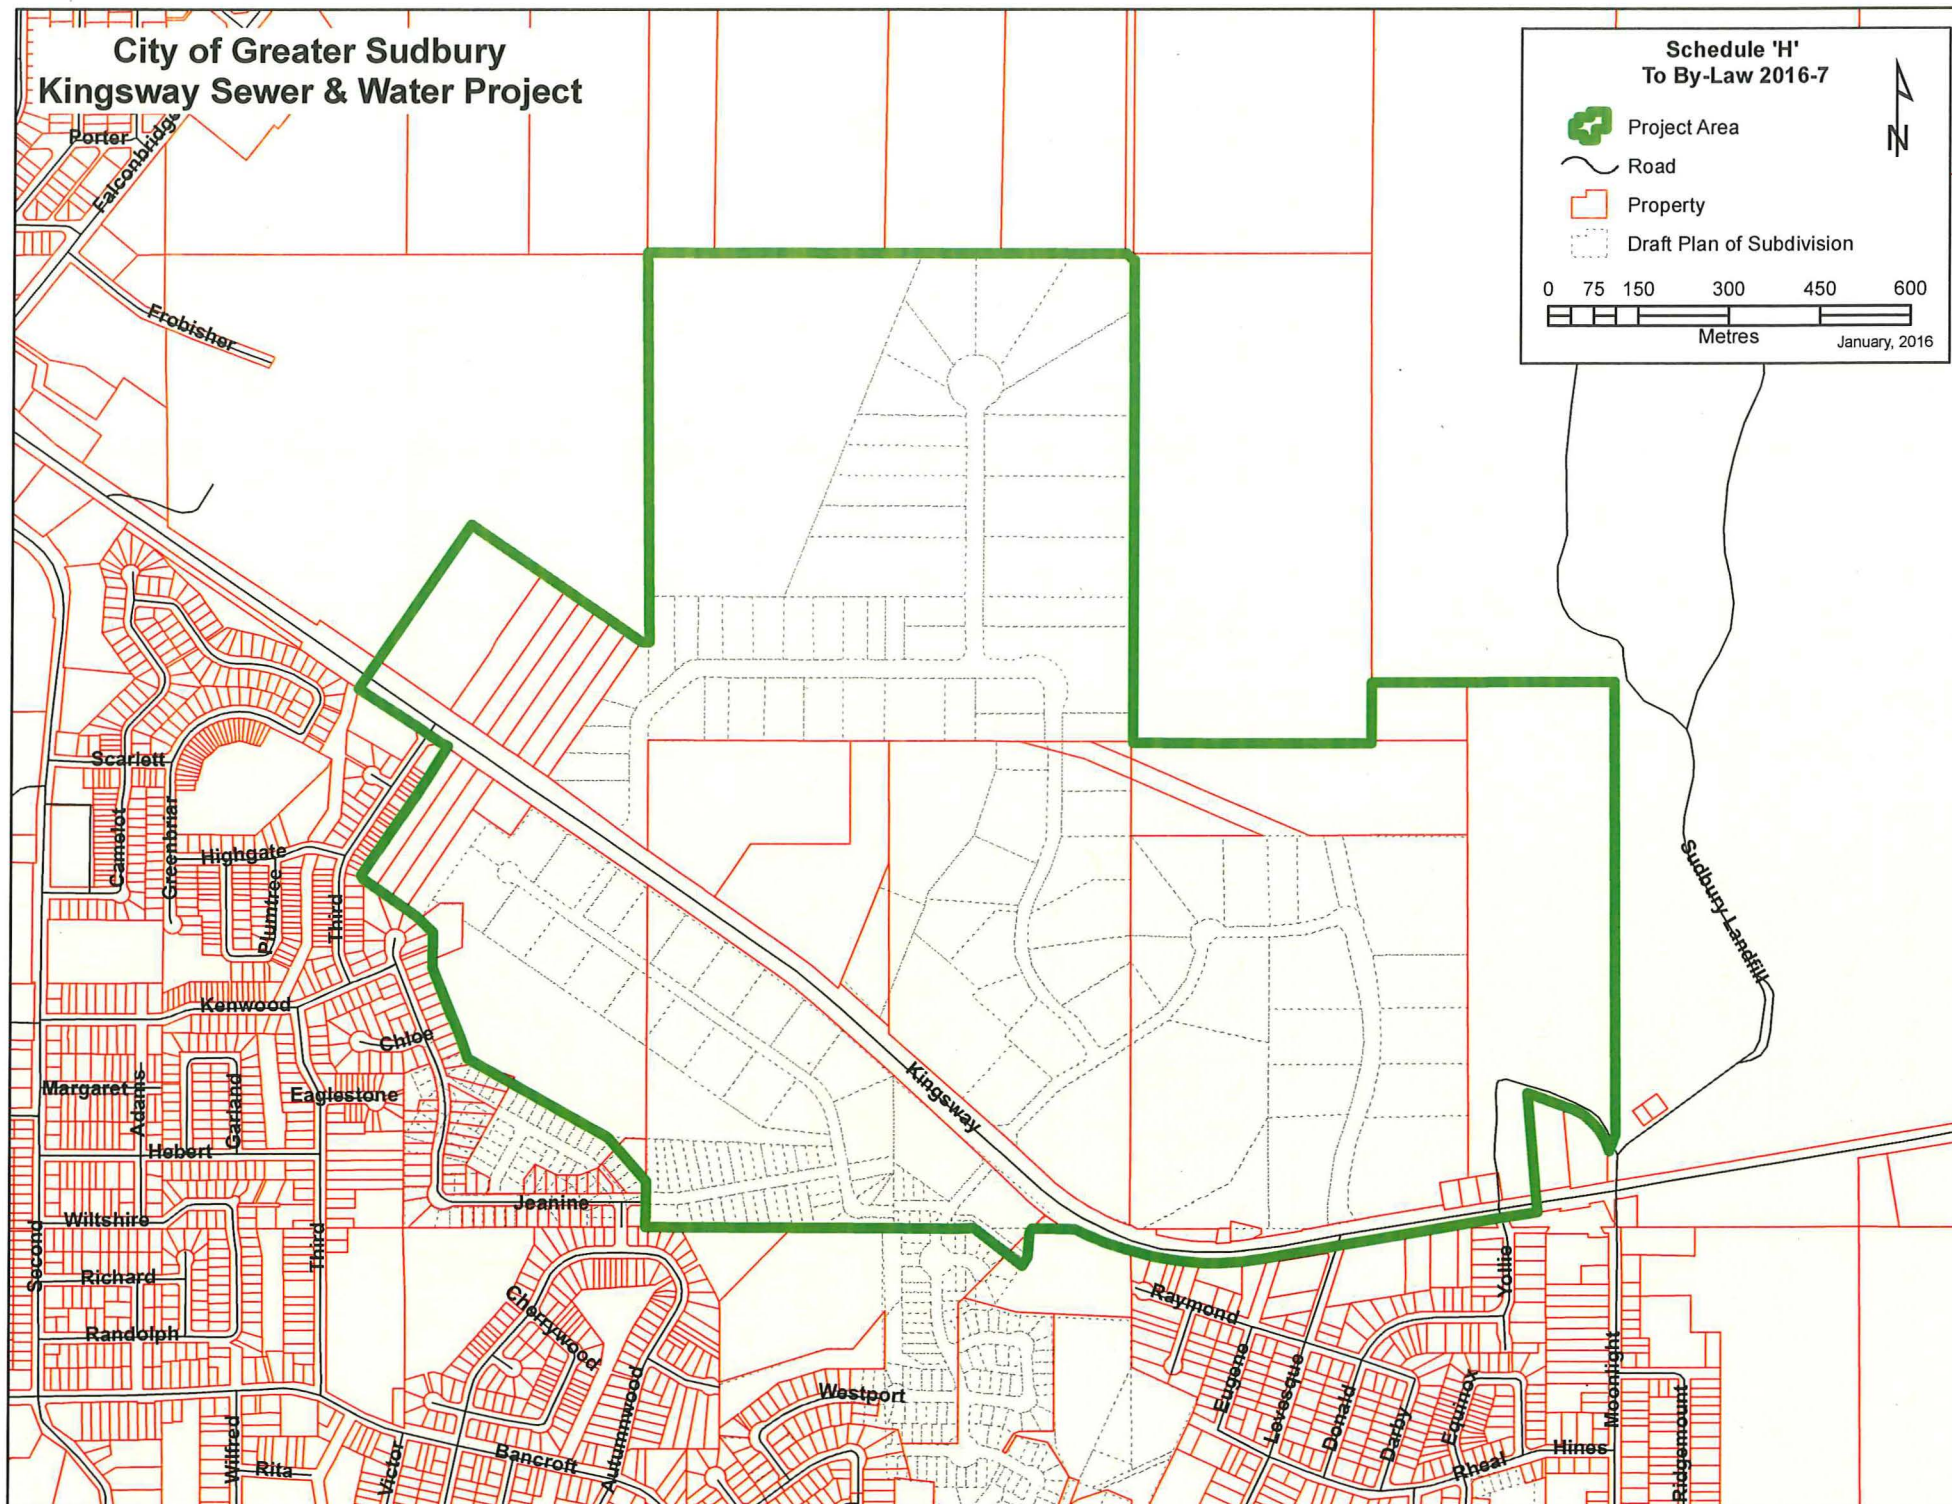 City of Greater Sudbury
Kingsway Sewer & Water Project
Schedule 'H'
To By-Law 2016-7
Project Area
Road
Property
Draft Plan of Subdivision
N
0 75 150 300 450 600
Metres
January, 2016
Porter
Falconbridge
Frobisher
Scarlett
Camelot
Greenbriar
Highgate
Plumtree
Third
Kenwood
Chloe
Margaret
Adams
Garland
Eaglestone
Hebert
Jeanine
Wiltshire
Second
Third
Richard
Randolph
Cherrywood
Autumnwood
Wilfred
Rita
Victor
Bancroft
Westport
Kingsway
Sudbury Landfill
Raymond
Yollie
Eugene
Levesque
Donald
Darby
Equinox
Rheal
Hines
Moonlight
Ridgemount